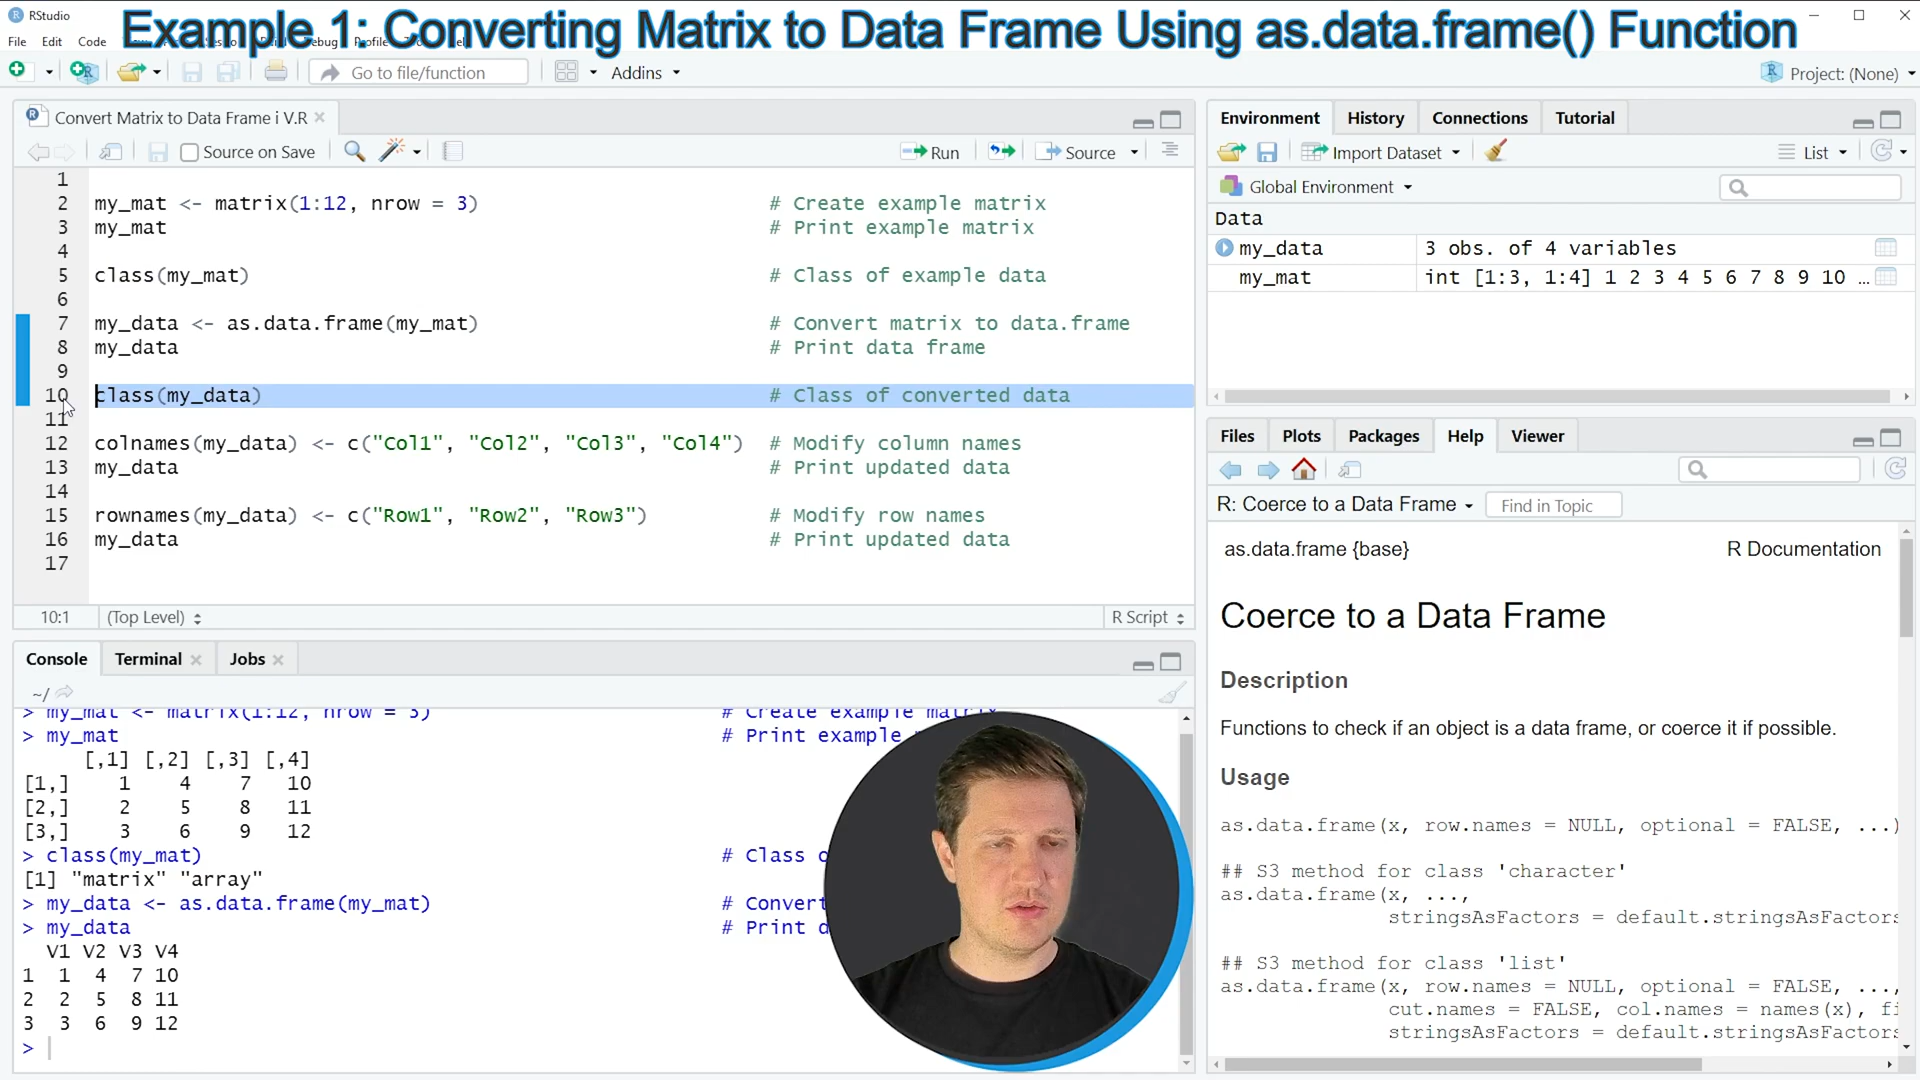 RStudio
Example 1: Converting Matrix to Data Frame Using as.data.frame() Function
File Edit Code
Go to file/function
Addins
Project: (None)
Convert Matrix to Data Frame i V.R
Source on Save
Run
Source
1
2 my_mat <- matrix(1:12, nrow = 3) # Create example matrix
3 my_mat # Print example matrix
4
5 class(my_mat) # Class of example data
6
7 my_data <- as.data.frame(my_mat) # Convert matrix to data.frame
8 my_data # Print data frame
9
10 class(my_data) # Class of converted data
11
12 colnames(my_data) <- c("Col1", "Col2", "Col3", "Col4") # Modify column names
13 my_data # Print updated data
14
15 rownames(my_data) <- c("Row1", "Row2", "Row3") # Modify row names
16 my_data # Print updated data
17
10:1 (Top Level) R Script
Console Terminal Jobs
~/
> my_mat <- matrix(1:12, nrow = 3) # Create example matrix
> my_mat # Print example
[,1] [,2] [,3] [,4]
[1,] 1 4 7 10
[2,] 2 5 8 11
[3,] 3 6 9 12
> class(my_mat) # Class
[1] "matrix" "array"
> my_data <- as.data.frame(my_mat) # Convert
> my_data # Print
V1 V2 V3 V4
1 1 4 7 10
2 2 5 8 11
3 3 6 9 12
>
Environment History Connections Tutorial
Import Dataset
List
Global Environment
Data
my_data 3 obs. of 4 variables
my_mat int [1:3, 1:4] 1 2 3 4 5 6 7 8 9 10 ...
Files Plots Packages Help Viewer
R: Coerce to a Data Frame
Find in Topic
as.data.frame {base} R Documentation
Coerce to a Data Frame
Description
Functions to check if an object is a data frame, or coerce it if possible.
Usage
as.data.frame(x, row.names = NULL, optional = FALSE, ...)
## S3 method for class 'character'
as.data.frame(x, ...,
stringsAsFactors = default.stringsAsFactors
## S3 method for class 'list'
as.data.frame(x, row.names = NULL, optional = FALSE, ...,
cut.names = FALSE, col.names = names(x), fi
stringsAsFactors = default.stringsAsFactors